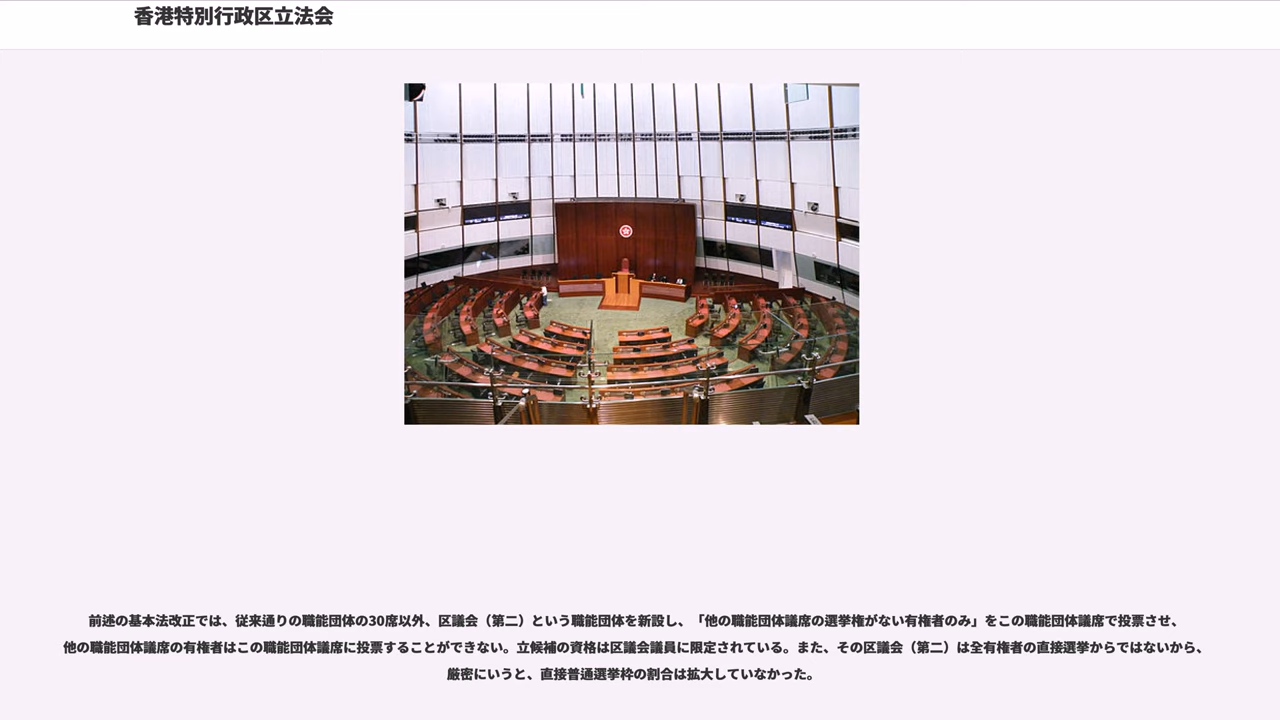 香港特別行政区立法会
前述の基本法改正では、従来通りの職能団体の30席以外、区議会（第二）という職能団体を新設し、「他の職能団体議席の選挙権がない有権者のみ」をこの職能団体議席で投票させ、
他の職能団体議席の有権者はこの職能団体議席に投票することができない。立候補の資格は区議会議員に限定されている。また、その区議会（第二）は全有権者の直接選挙からではないから、
厳密にいうと、直接普通選挙枠の割合は拡大していなかった。